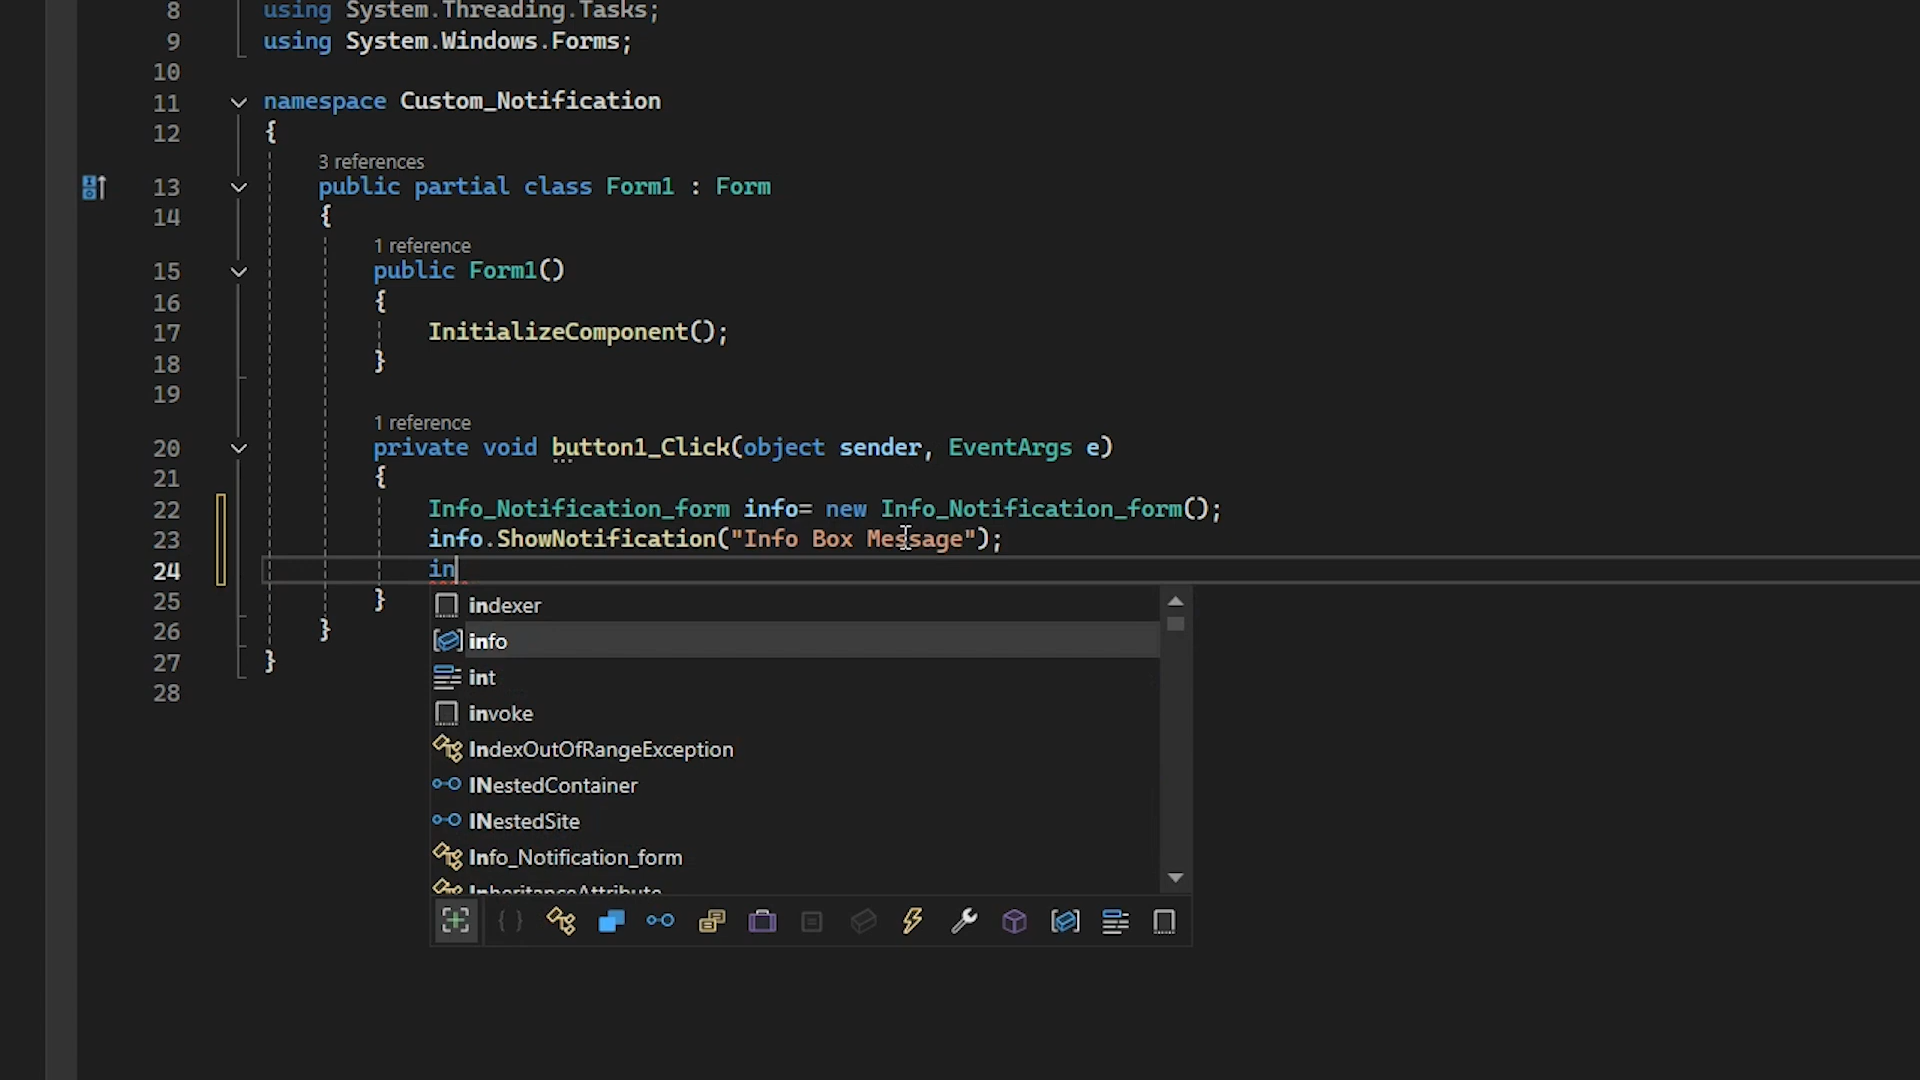 8 using System.Threading.Tasks;
9 using System.Windows.Forms;
10
11 namespace Custom_Notification
12 {
3 references
13 public partial class Form1 : Form
14 {
1 reference
15 public Form1()
16 {
17 InitializeComponent();
18 }
19
1 reference
20 private void button1_Click(object sender, EventArgs e)
21 {
22 Info_Notification_form info= new Info_Notification_form();
23 info.ShowNotification("Info Box Message");
24 in
25 }
26 }
27 }
28
indexer
info
int
invoke
IndexOutOfRangeException
INestedContainer
INestedSite
Info_Notification_form
InheritanceAttribute